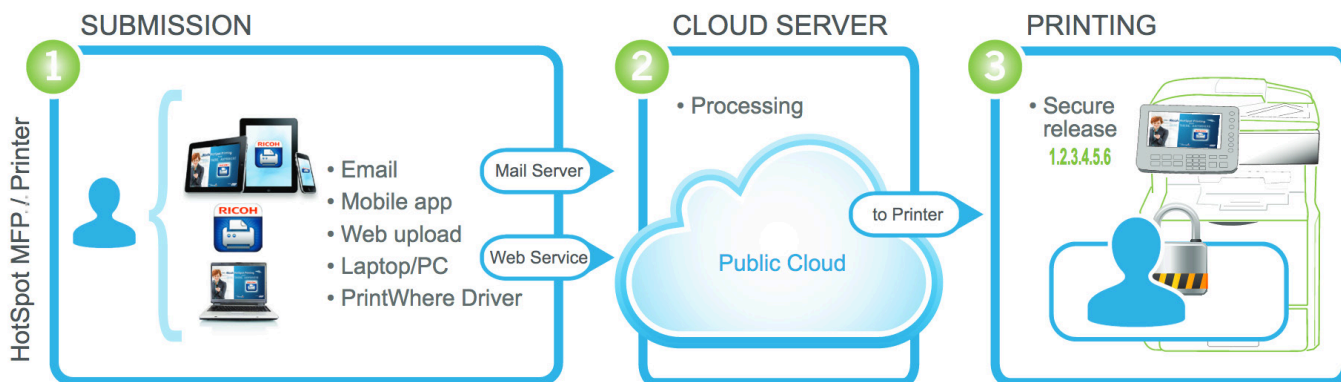 SUBMISSION
CLOUD SERVER
PRINTING
1
2
3
HotSpot MFP./. Printer
RICOH
RICOH
• Email
• Mobile app
• Web upload
• Laptop/PC
• PrintWhere Driver
Mail Server
Web Service
• Processing
Public Cloud
to Printer
• Secure
release
1.2.3.4.5.6